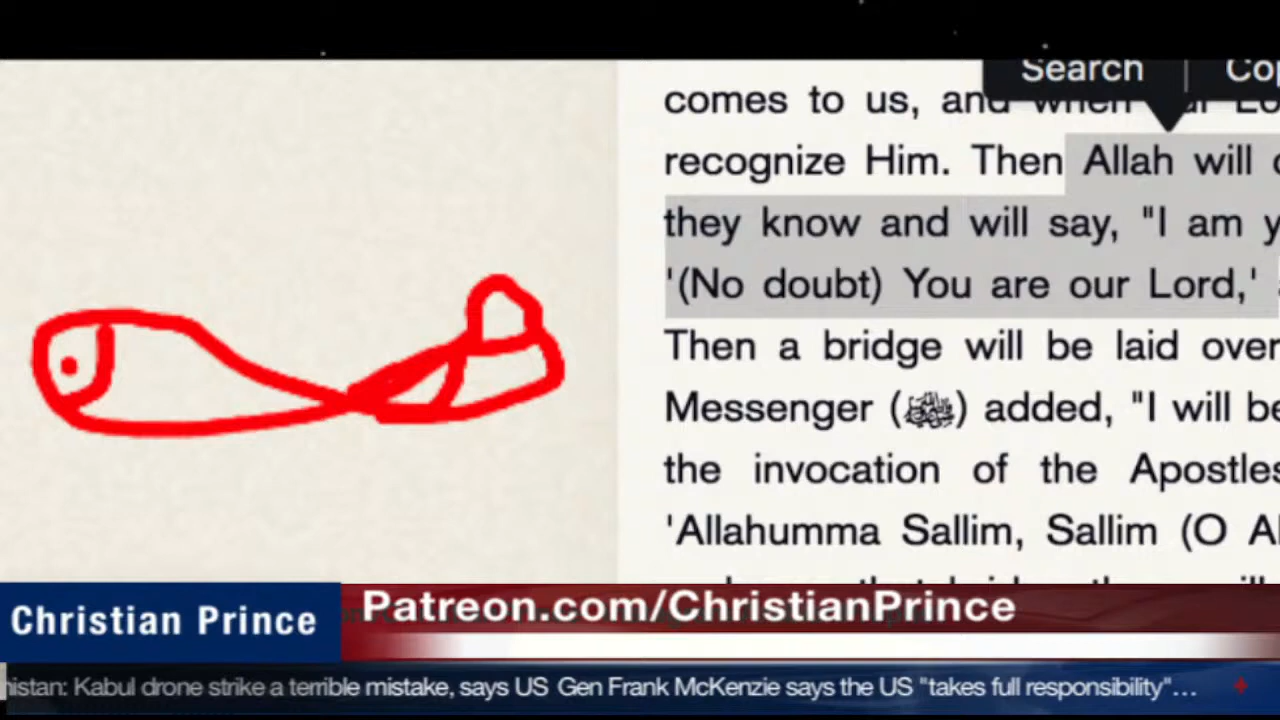 Search
comes to us, and when
recognize Him. Then Allah will
they know and will say, "I am
'(No doubt) You are our Lord,'
Then a bridge will be laid over
Messenger (ﷺ) added, "I will be
the invocation of the Apostles
'Allahumma Sallim, Sallim (O
Christian Prince
Patreon.com/ChristianPrince
nistan: Kabul drone strike a terrible mistake, says US Gen Frank McKenzie says the US "takes full responsibility"...